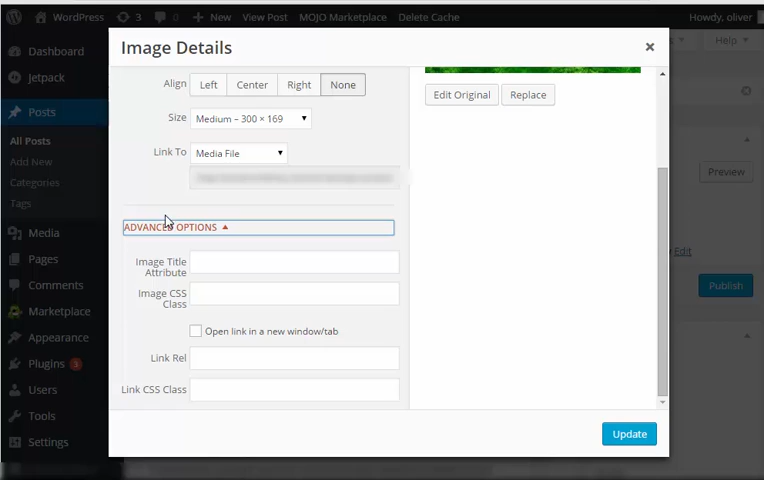 WordPress 3 0 + New View Post MOJO Marketplace Delete Cache Howdy, oliver
Dashboard
Jetpack
Posts
All Posts
Add New
Categories
Tags
Media
Pages
Comments
Marketplace
Appearance
Plugins 3
Users
Tools
Settings
Image Details
Align Left Center Right None
Size Medium – 300 × 169
Link To Media File
ADVANCED OPTIONS
Image Title
Attribute
Image CSS
Class
Open link in a new window/tab
Link Rel
Link CSS Class
Edit Original Replace
Update
Help
Preview
Edit
Publish